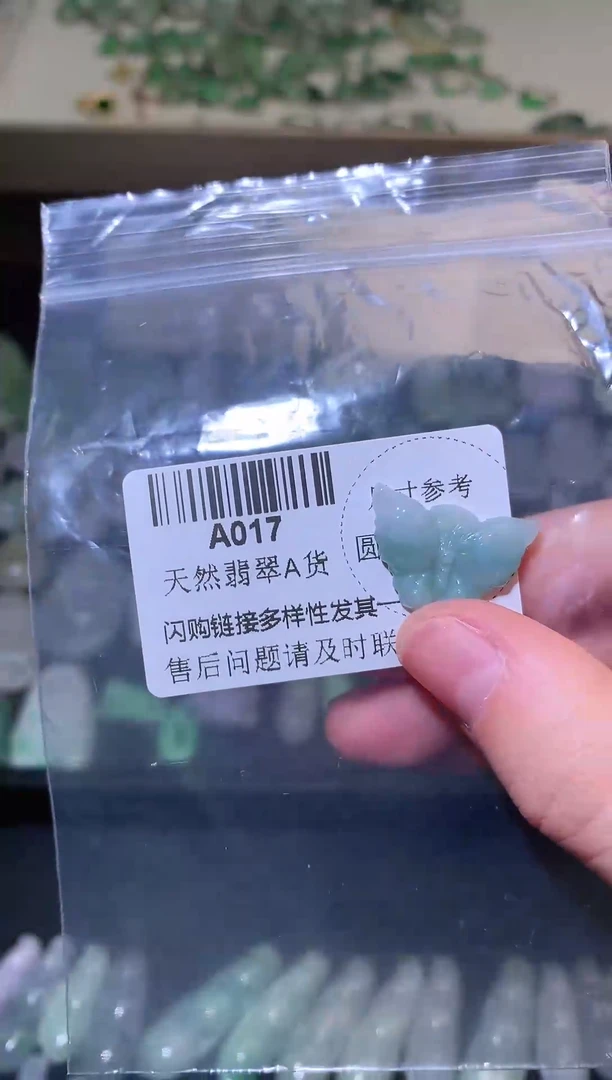 A017
寸参考
天然翡翠A货
圆
闪购链接多样性发其一
售后问题请及时联